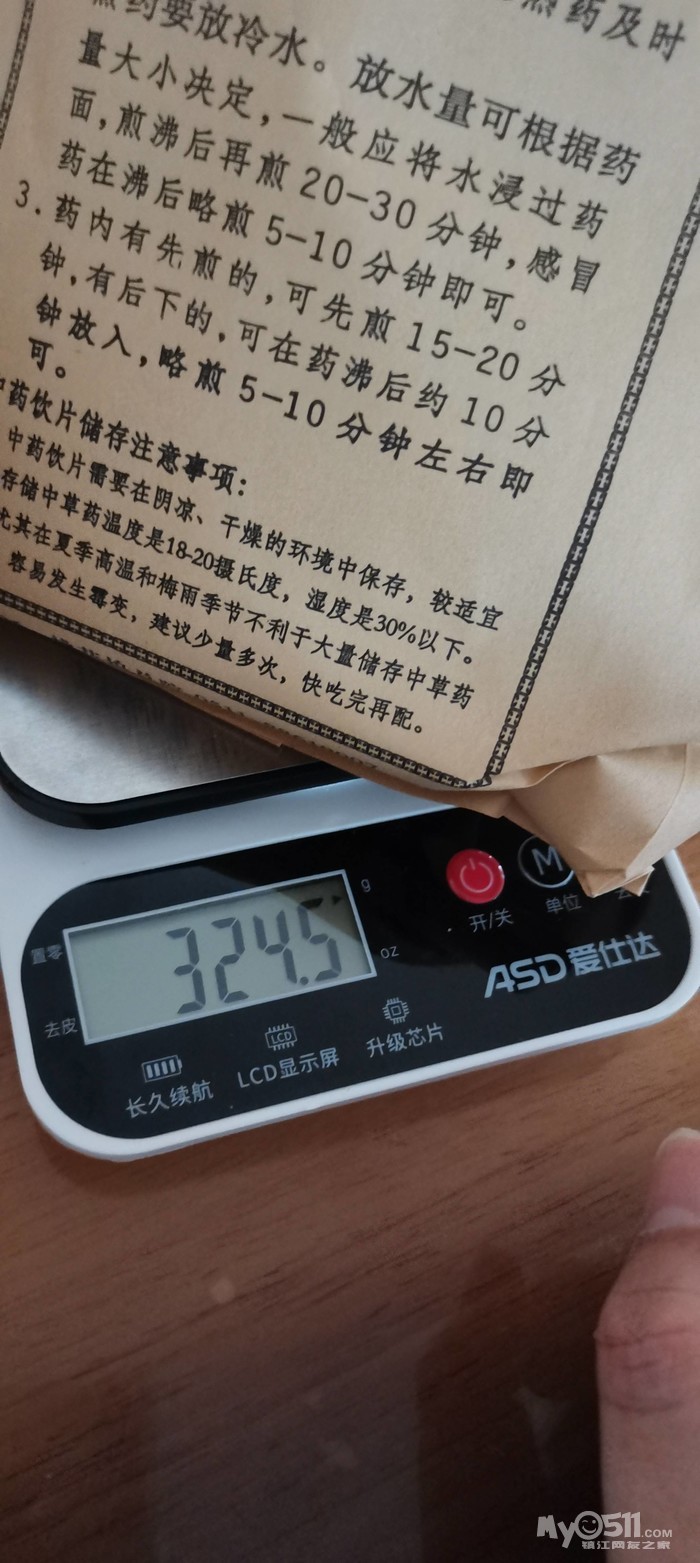 煎药要放冷水。放水量可根据药
量大小决定，一般应将水浸过药
面，煎沸后再煎20-30分钟，感冒
药在沸后略煎5-10分钟即可。
3.药内有先煎的，可先煎15-20分
钟，有后下的，可在药沸后约10分
钟放入，略煎5-10分钟左右即
可。
中药饮片储存注意事项：
中药饮片需要在阴凉、干燥的环境中保存，较适宜
存储中草药温度是18-20摄氏度，湿度是30%以下。
尤其在夏季高温和梅雨季节不利于大量储存中草药
容易发生霉变，建议少量多次，快吃完再配。
置零
324.5
g
oz
去皮
开/关
M
单位
ASD爱仕达
长久续航
LCD
LCD显示屏
升级芯片
My0511.COM
镇江网友之家